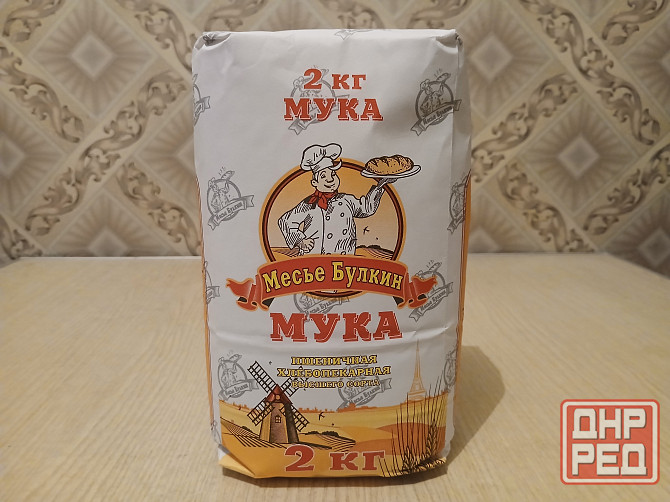 2 кг
МУКА
Месье Булкин
МУКА
ПШЕНИЧНАЯ
ХЛЕБОПЕКАРНАЯ
ВЫСШЕГО СОРТА
2 кг
ДНР
РЕД